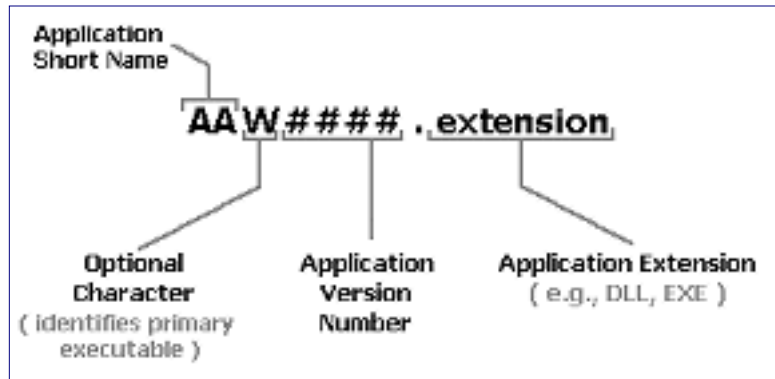 Application
Short Name
AAW####.extension
Optional
Character
( identifies primary
executable )
Application
Version
Number
Application Extension
( e.g., DLL, EXE )